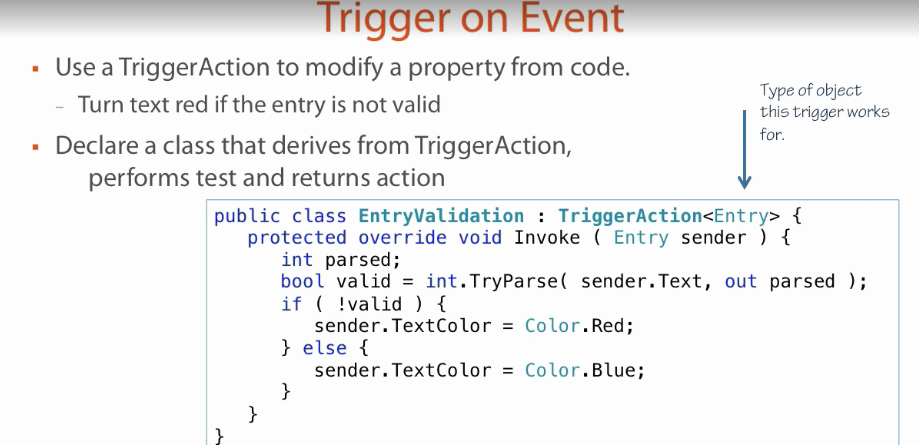 Trigger on Event
▪ Use a TriggerAction to modify a property from code.
– Turn text red if the entry is not valid
▪ Declare a class that derives from TriggerAction,
performs test and returns action
Type of object
this trigger works
for.
public class EntryValidation : TriggerAction<Entry> {
protected override void Invoke ( Entry sender ) {
int parsed;
bool valid = int.TryParse( sender.Text, out parsed );
if ( !valid ) {
sender.TextColor = Color.Red;
} else {
sender.TextColor = Color.Blue;
}
}
}